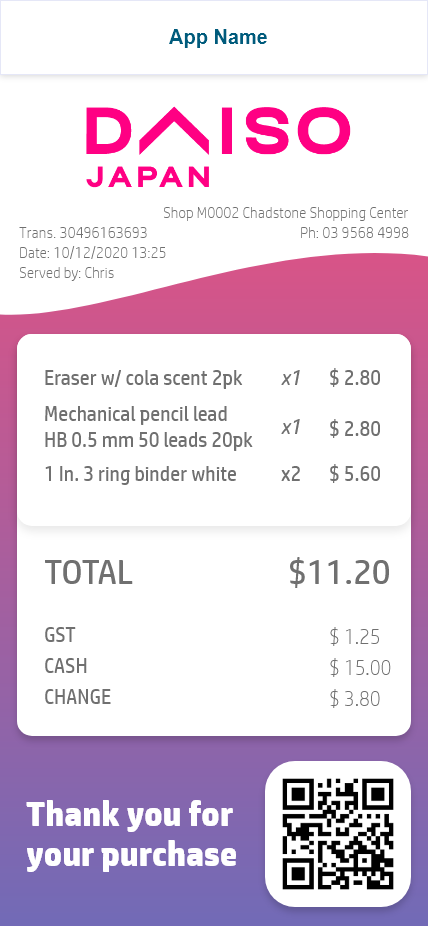 App Name
DAISO
JAPAN
Shop M0002 Chadstone Shopping Center
Trans. 30496163693 Ph: 03 9568 4998
Date: 10/12/2020 13:25
Served by: Chris
Eraser w/ cola scent 2pk x1 $ 2.80
Mechanical pencil lead
HB 0.5 mm 50 leads 20pk x1 $ 2.80
1 In. 3 ring binder white x2 $ 5.60
TOTAL $11.20
GST $ 1.25
CASH $ 15.00
CHANGE $ 3.80
Thank you for
your purchase